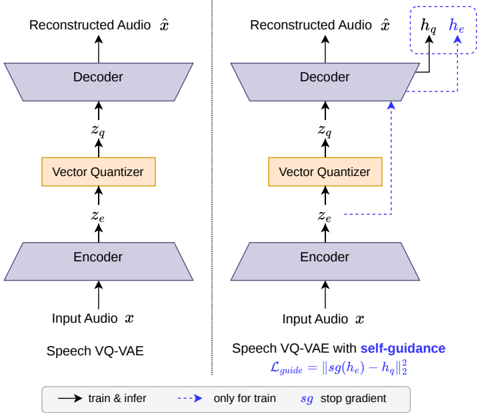 Reconstructed Audio x̂
Decoder
z_q
Vector Quantizer
z_e
Encoder
Input Audio x
Speech VQ-VAE
Reconstructed Audio x̂
h_q h_e
Decoder
z_q
Vector Quantizer
z_e
Encoder
Input Audio x
Speech VQ-VAE with self-guidance
ℒ_guide = ‖sg(h_e) − h_q‖₂²
train & infer only for train sg stop gradient